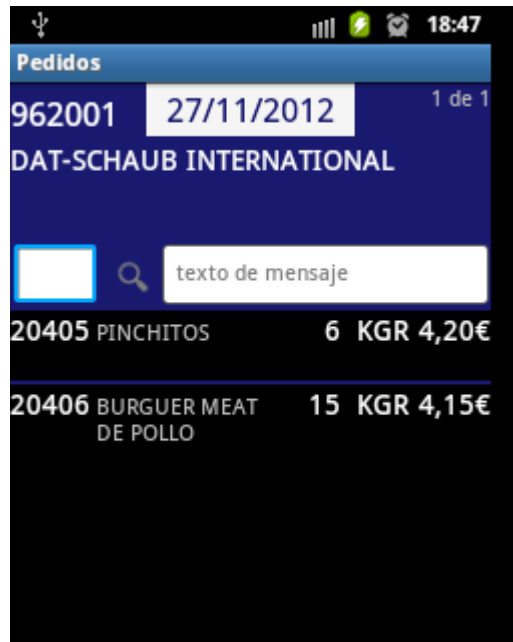 18:47
Pedidos
962001 27/11/2012 1 de 1
DAT-SCHAUB INTERNATIONAL
texto de mensaje
20405 PINCHITOS 6 KGR 4,20€
20406 BURGUER MEAT 15 KGR 4,15€
DE POLLO